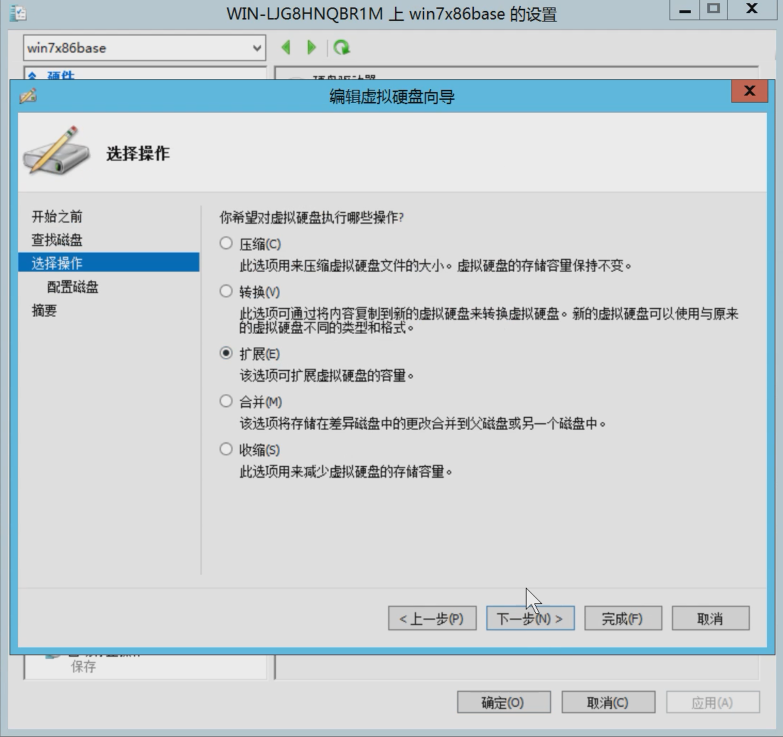 WIN-LJG8HNQBR1M 上 win7x86base 的设置
win7x86base
硬件
编辑虚拟硬盘向导
选择操作
开始之前
查找磁盘
选择操作
配置磁盘
摘要
你希望对虚拟硬盘执行哪些操作?
压缩(C)
此选项用来压缩虚拟硬盘文件的大小。虚拟硬盘的存储容量保持不变。
转换(V)
此选项可通过将内容复制到新的虚拟硬盘来转换虚拟硬盘。新的虚拟硬盘可以使用与原来
的虚拟硬盘不同的类型和格式。
扩展(E)
该选项可扩展虚拟硬盘的容量。
合并(M)
该选项将存储在差异磁盘中的更改合并到父磁盘或另一个磁盘中。
收缩(S)
此选项用来减少虚拟硬盘的存储容量。
< 上一步(P)
下一步(N) >
完成(F)
取消
保存
确定(O)
取消(C)
应用(A)